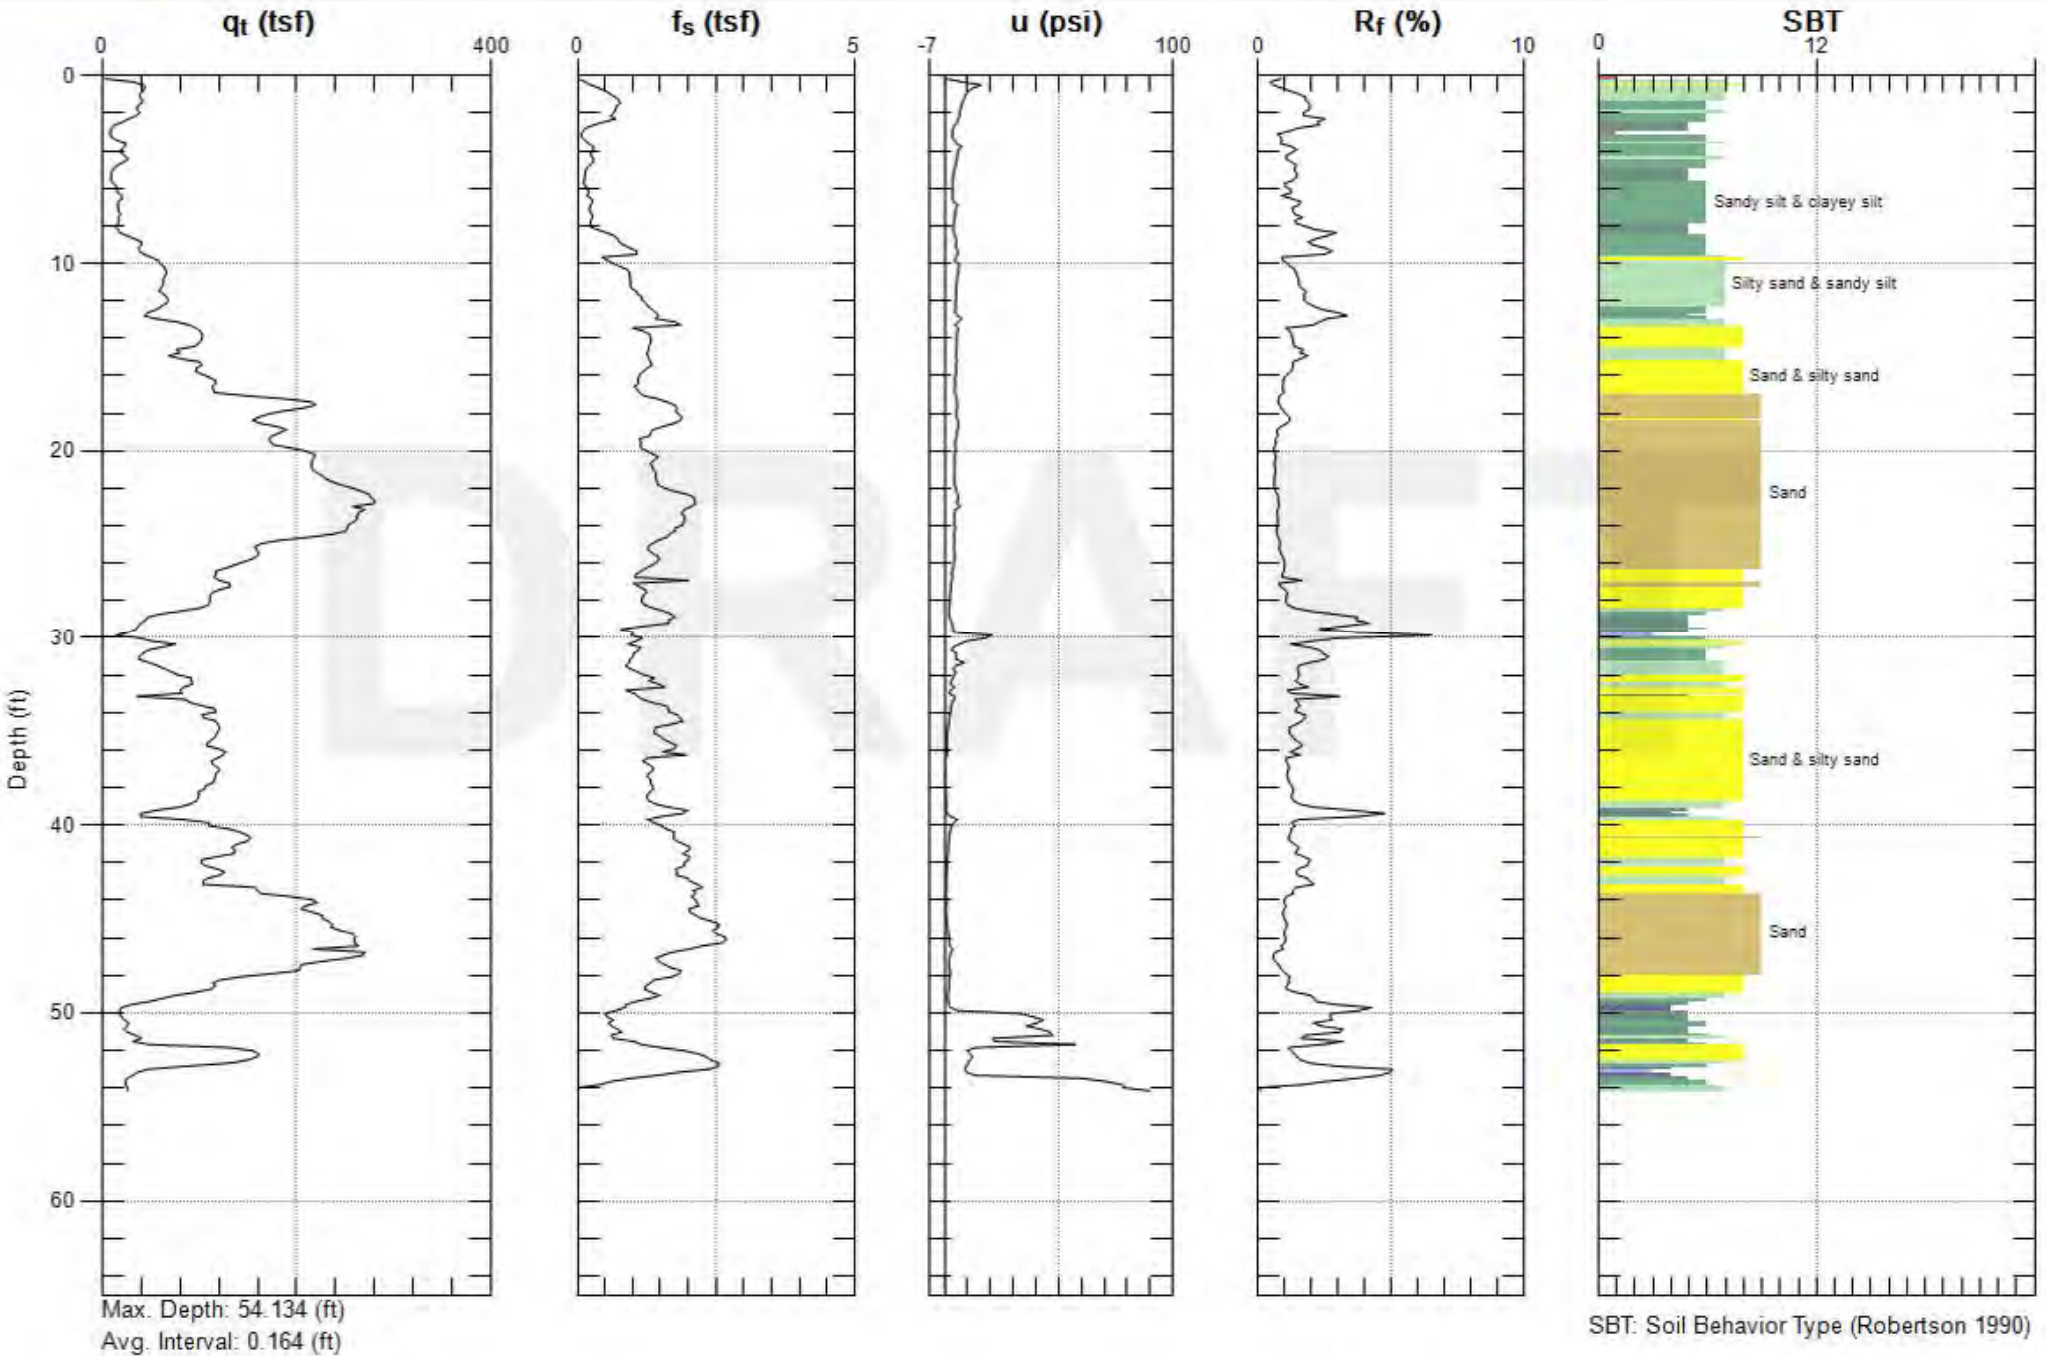 qt (tsf) fs (tsf) u (psi) Rf (%) SBT
0 400 0 5 -7 100 0 10 0 12
0
Sandy silt & clayey silt
10
Silty sand & sandy silt
Sand & silty sand
20
Sand
DRAFT
30
Depth (ft)
Sand & silty sand
40
Sand
50
60
Max. Depth: 54.134 (ft)
Avg. Interval: 0.164 (ft)
SBT: Soil Behavior Type (Robertson 1990)